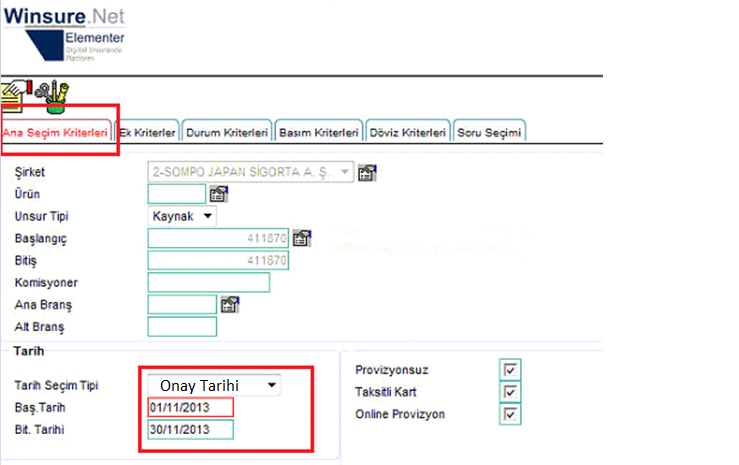 Winsure.Net
Elementer
Digital Insurance
Platform
Ana Seçim Kriterleri Ek Kriterler Durum Kriterleri Basım Kriterleri Döviz Kriterleri Soru Seçimi
Şirket 2-SOMPO JAPAN SİGORTA A. Ş.
Ürün
Unsur Tipi Kaynak
Başlangıç 411870
Bitiş 411870
Komisyoner
Ana Branş
Alt Branş
Tarih
Tarih Seçim Tipi Onay Tarihi
Baş.Tarih 01/11/2013
Bit. Tarihi 30/11/2013
Provizyonsuz
Taksitli Kart
Online Provizyon